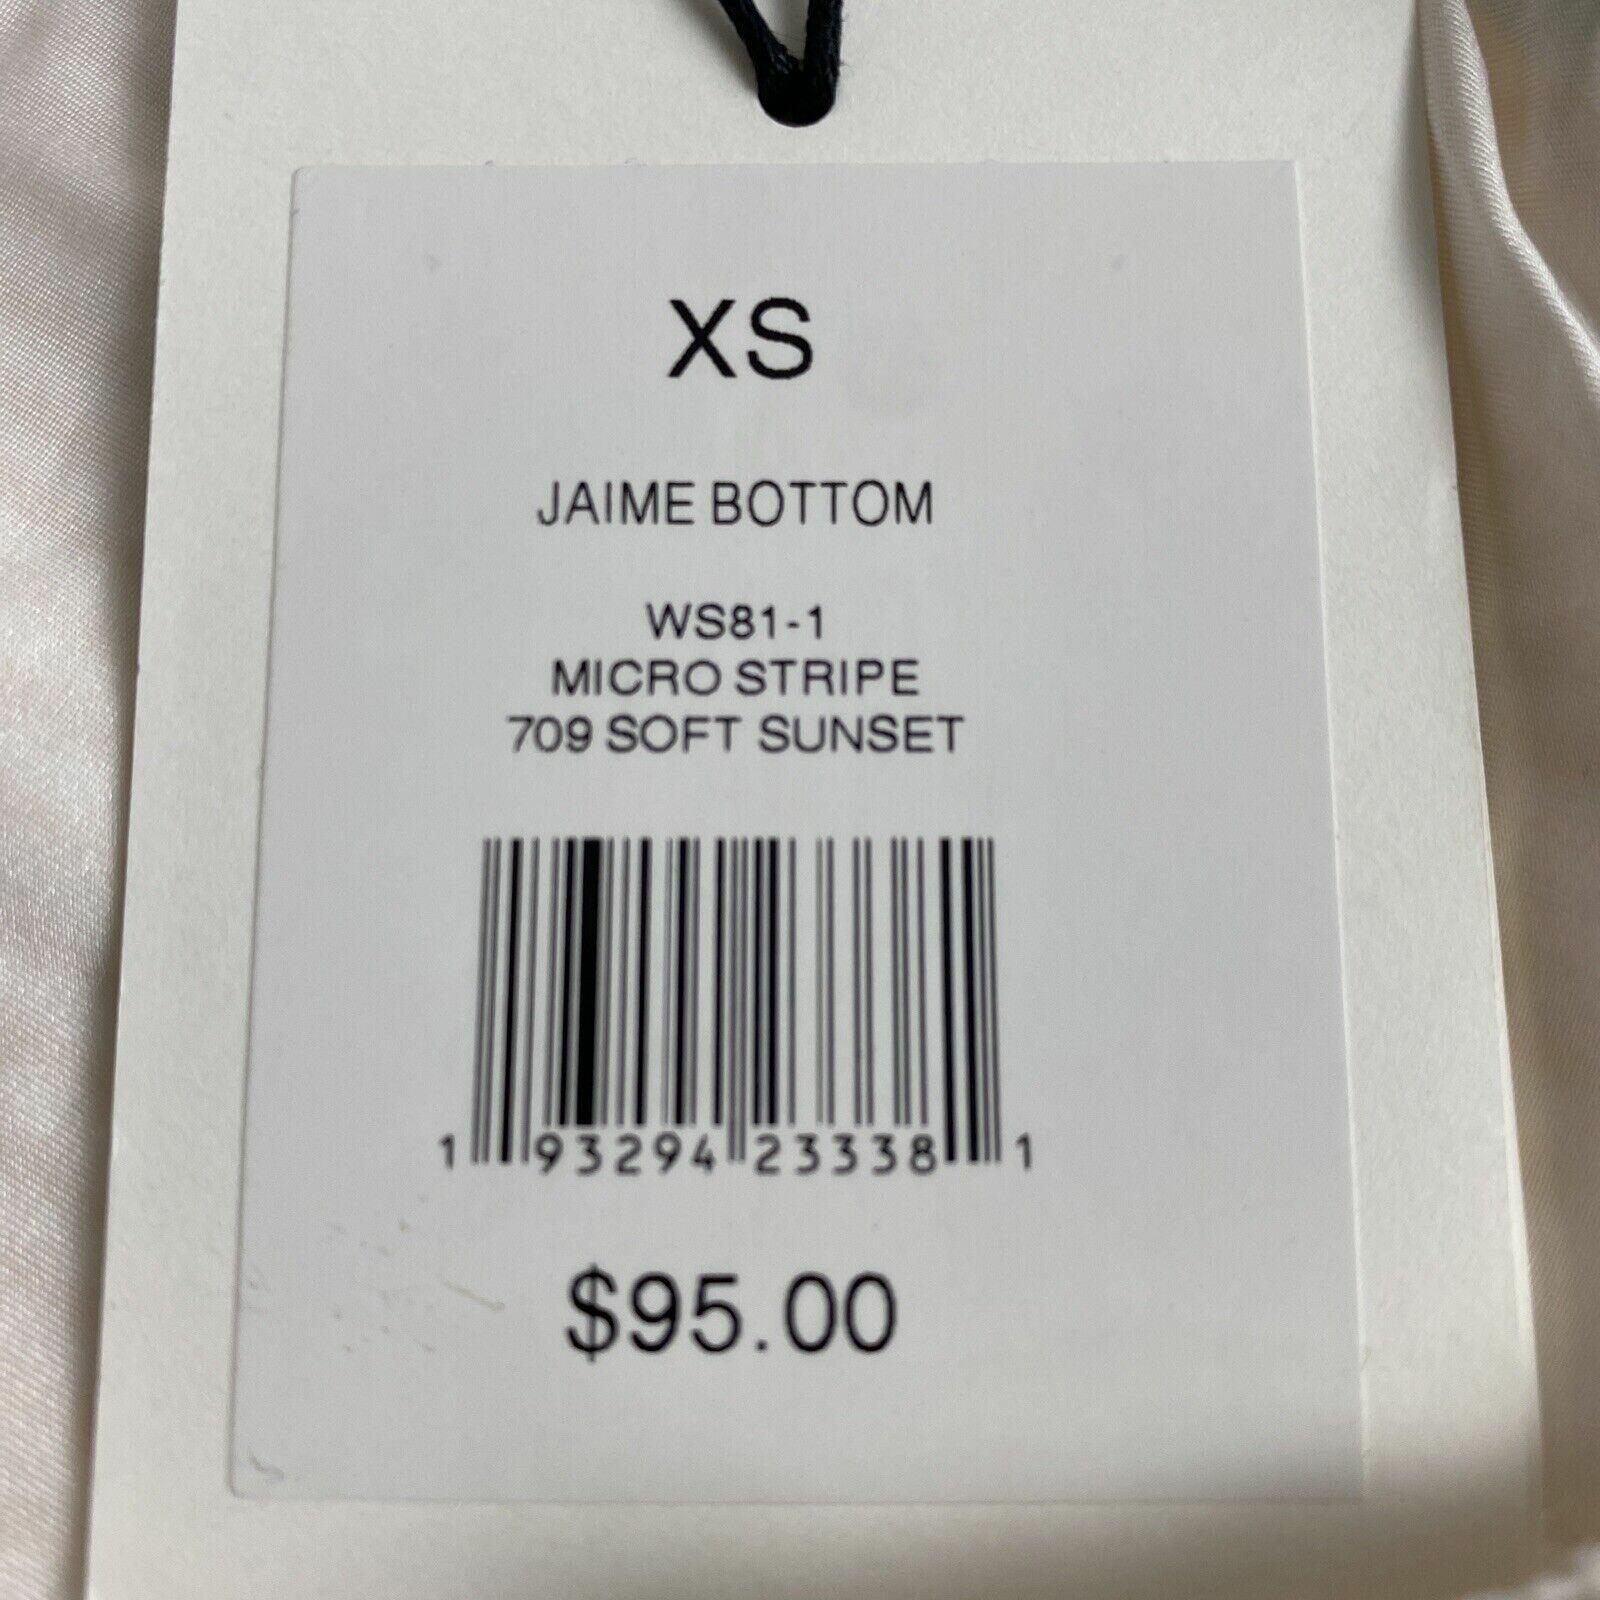 XS
JAIME BOTTOM
WS81-1
MICRO STRIPE
709 SOFT SUNSET
1 93294 23338 1
$95.00